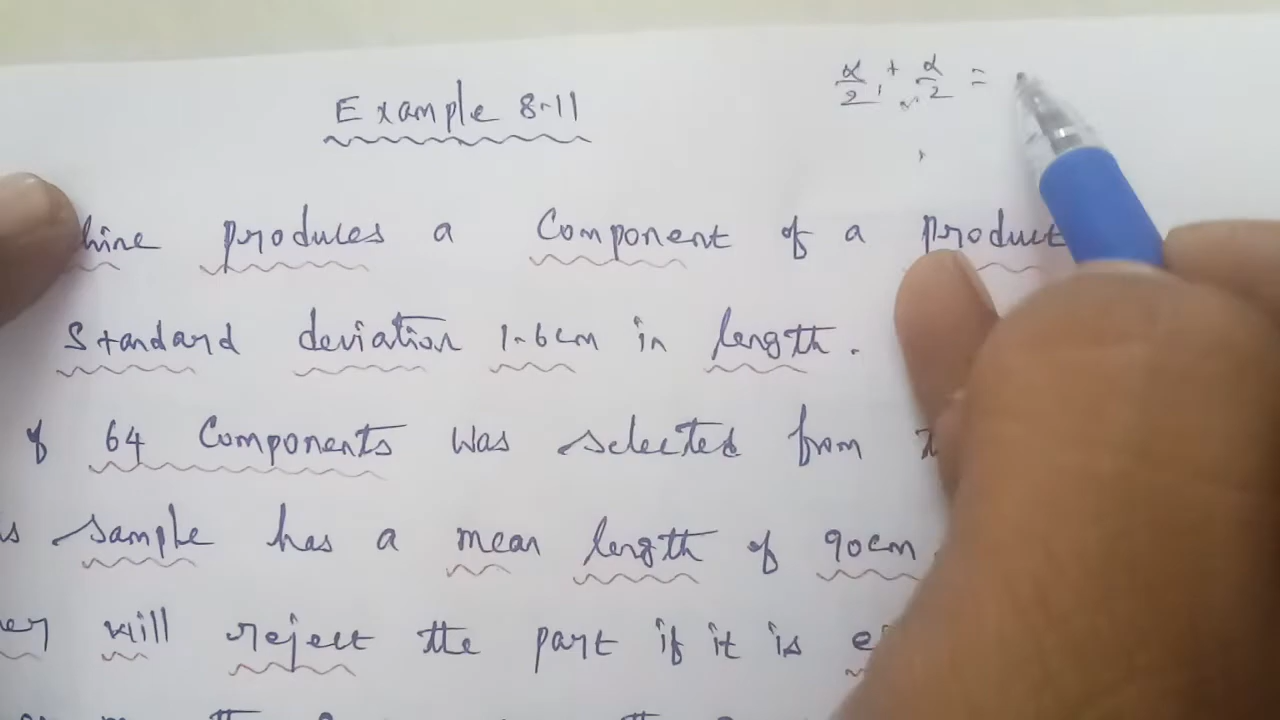 Example 8.11
α/2 + α/2 =
hine produces a Component of a product
Standard deviation 1.6cm in length.
of 64 Components was selected from
sample has a mean length of 90cm
will reject the part if it is